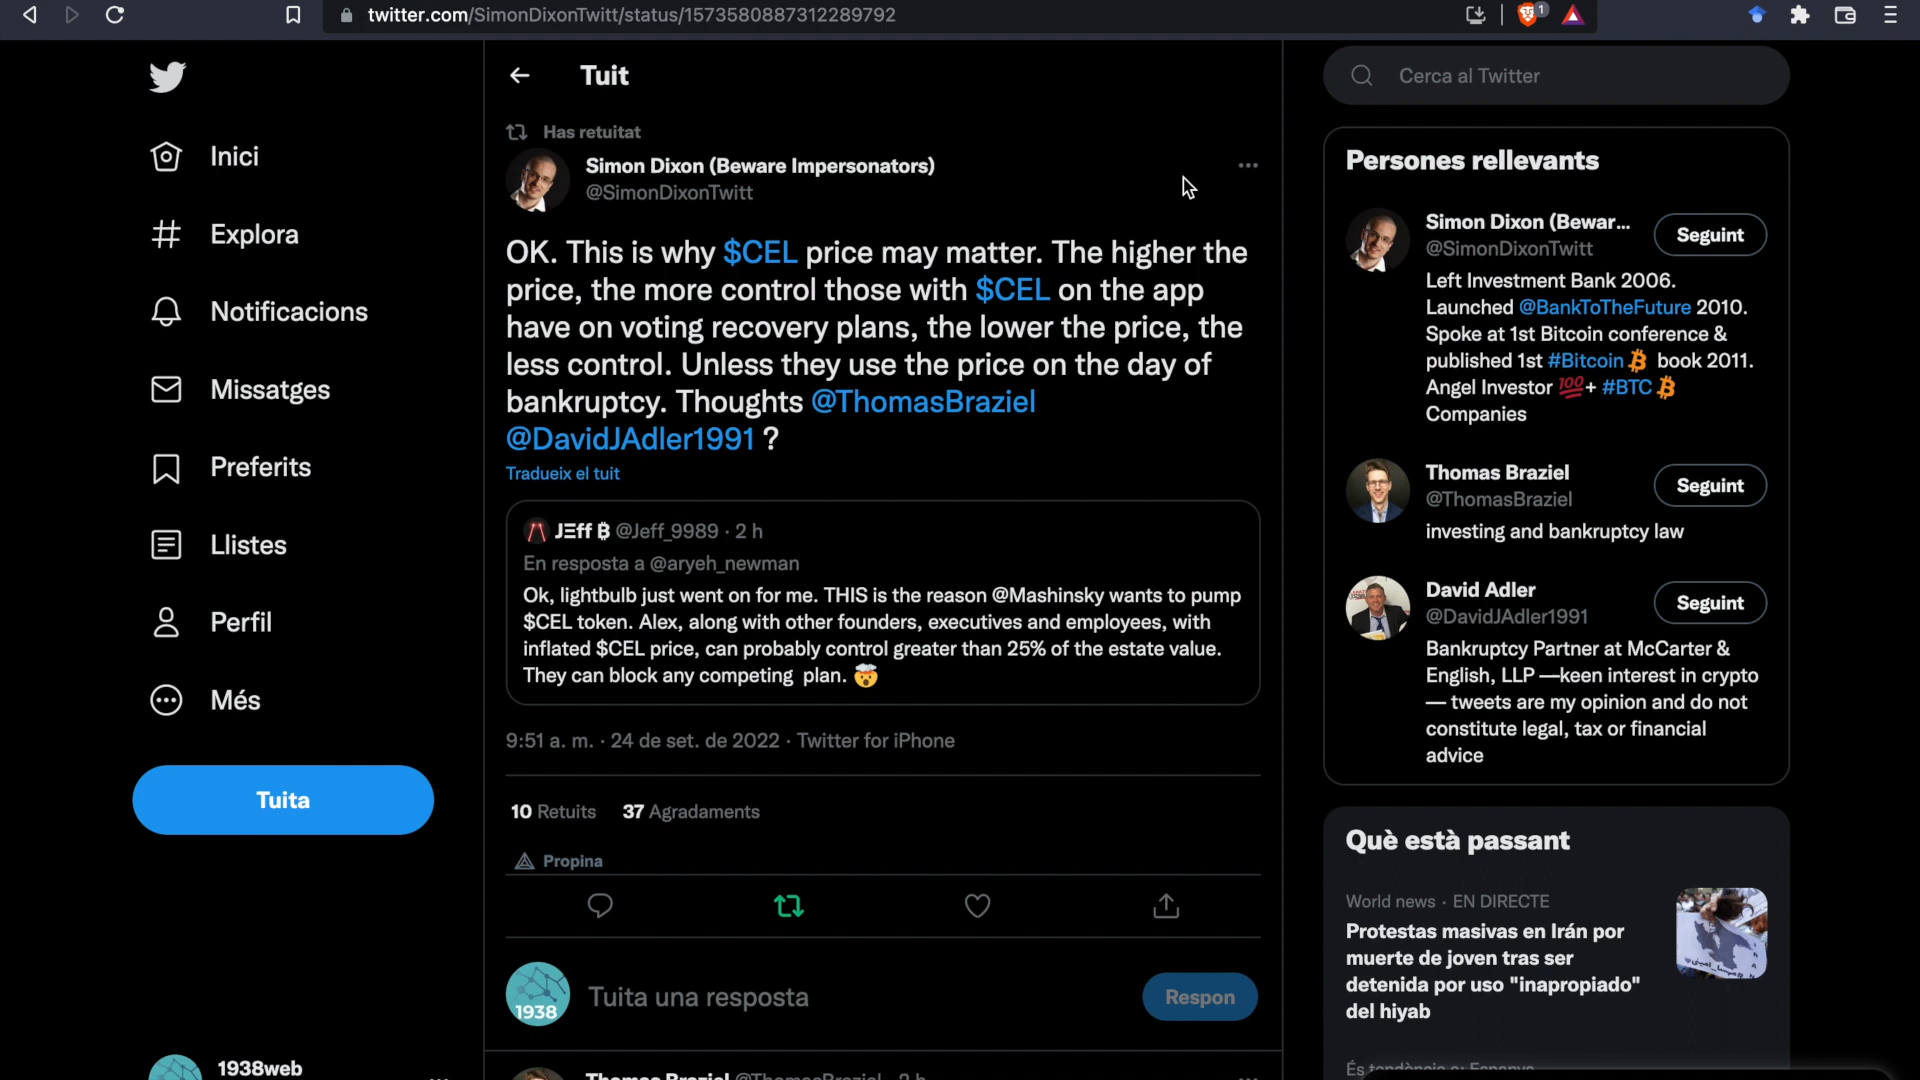 twitter.com/SimonDixonTwitt/status/1573580887312289792
1
Inici
Explora
Notificacions
Missatges
Preferits
Llistes
Perfil
Més
Tuita
1938web
Tuit
Has retuitat
Simon Dixon (Beware Impersonators)
@SimonDixonTwitt
OK. This is why $CEL price may matter. The higher the
price, the more control those with $CEL on the app
have on voting recovery plans, the lower the price, the
less control. Unless they use the price on the day of
bankruptcy. Thoughts @ThomasBraziel
@DavidJAdler1991 ?
Tradueix el tuit
JΞff ₿ @Jeff_9989 · 2 h
En resposta a @aryeh_newman
Ok, lightbulb just went on for me. THIS is the reason @Mashinsky wants to pump
$CEL token. Alex, along with other founders, executives and employees, with
inflated $CEL price, can probably control greater than 25% of the estate value.
They can block any competing plan. 🤯
9:51 a. m. · 24 de set. de 2022 · Twitter for iPhone
10 Retuits 37 Agradaments
Propina
1938
Tuita una resposta
Respon
Thomas Braziel @ThomasBraziel · 2 h
Cerca al Twitter
Persones rellevants
Simon Dixon (Bewar...
@SimonDixonTwitt
Seguint
Left Investment Bank 2006.
Launched @BankToTheFuture 2010.
Spoke at 1st Bitcoin conference &
published 1st #Bitcoin book 2011.
Angel Investor 💯+ #BTC
Companies
Thomas Braziel
@ThomasBraziel
Seguint
investing and bankruptcy law
David Adler
@DavidJAdler1991
Seguint
Bankruptcy Partner at McCarter &
English, LLP —keen interest in crypto
— tweets are my opinion and do not
constitute legal, tax or financial
advice
Què està passant
World news · EN DIRECTE
Protestas masivas en Irán por
muerte de joven tras ser
detenida por uso "inapropiado"
del hiyab
És tendència a: Espanya